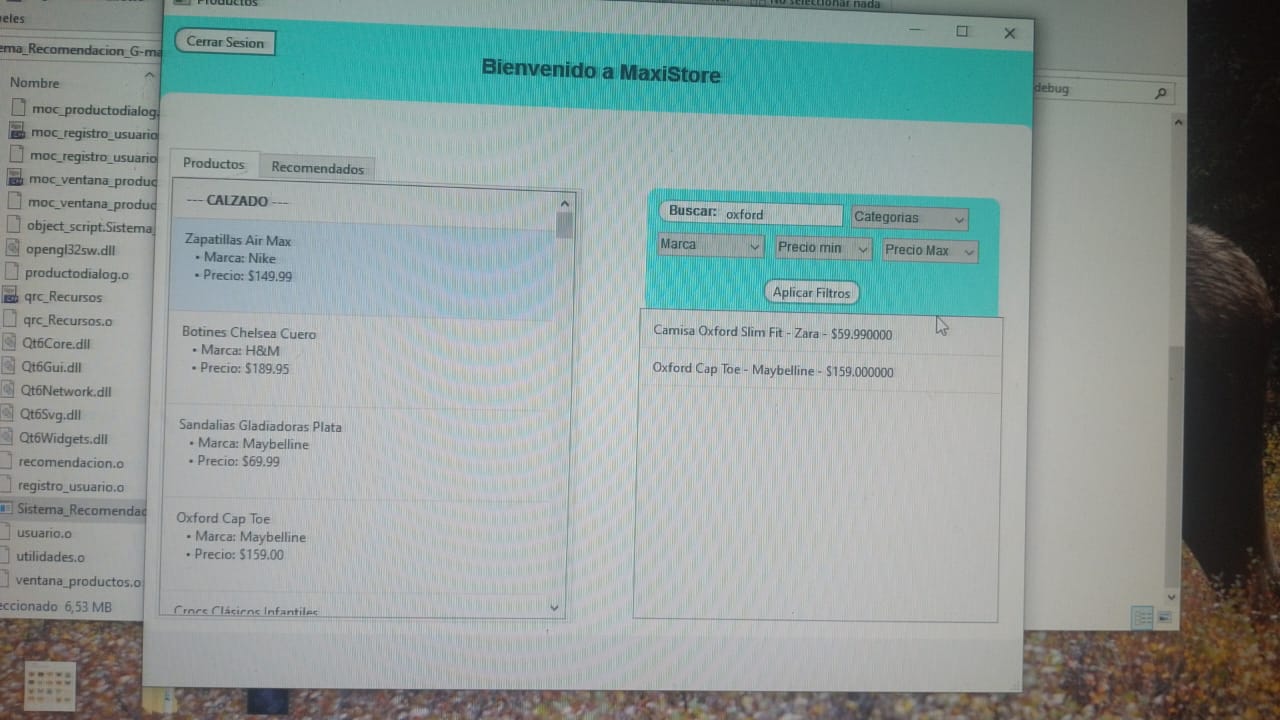 Productos
No seleccionar nada
Cerrar Sesion
Bienvenido a MaxiStore
Productos
Recomendados
--- CALZADO ---
Zapatillas Air Max
• Marca: Nike
• Precio: $149.99
Botines Chelsea Cuero
• Marca: H&M
• Precio: $189.95
Sandalias Gladiadoras Plata
• Marca: Maybelline
• Precio: $69.99
Oxford Cap Toe
• Marca: Maybelline
• Precio: $159.00
Crocs Clásicos Infantiles
Buscar: oxford
Categorias
Marca
Precio min
Precio Max
Aplicar Filtros
Camisa Oxford Slim Fit - Zara - $59.990000
Oxford Cap Toe - Maybelline - $159.000000
eles
ema_Recomendacion_G-ma
debug
Nombre
moc_productodialog.
moc_registro_usuario
moc_registro_usuario
moc_ventana_produc
moc_ventana_produc
object_script.Sistema_
opengl32sw.dll
productodialog.o
qrc_Recursos
qrc_Recursos.o
Qt6Core.dll
Qt6Gui.dll
Qt6Network.dll
Qt6Svg.dll
Qt6Widgets.dll
recomendacion.o
registro_usuario.o
Sistema_Recomendac
usuario.o
utilidades.o
ventana_productos.o
eccionado 6,53 MB